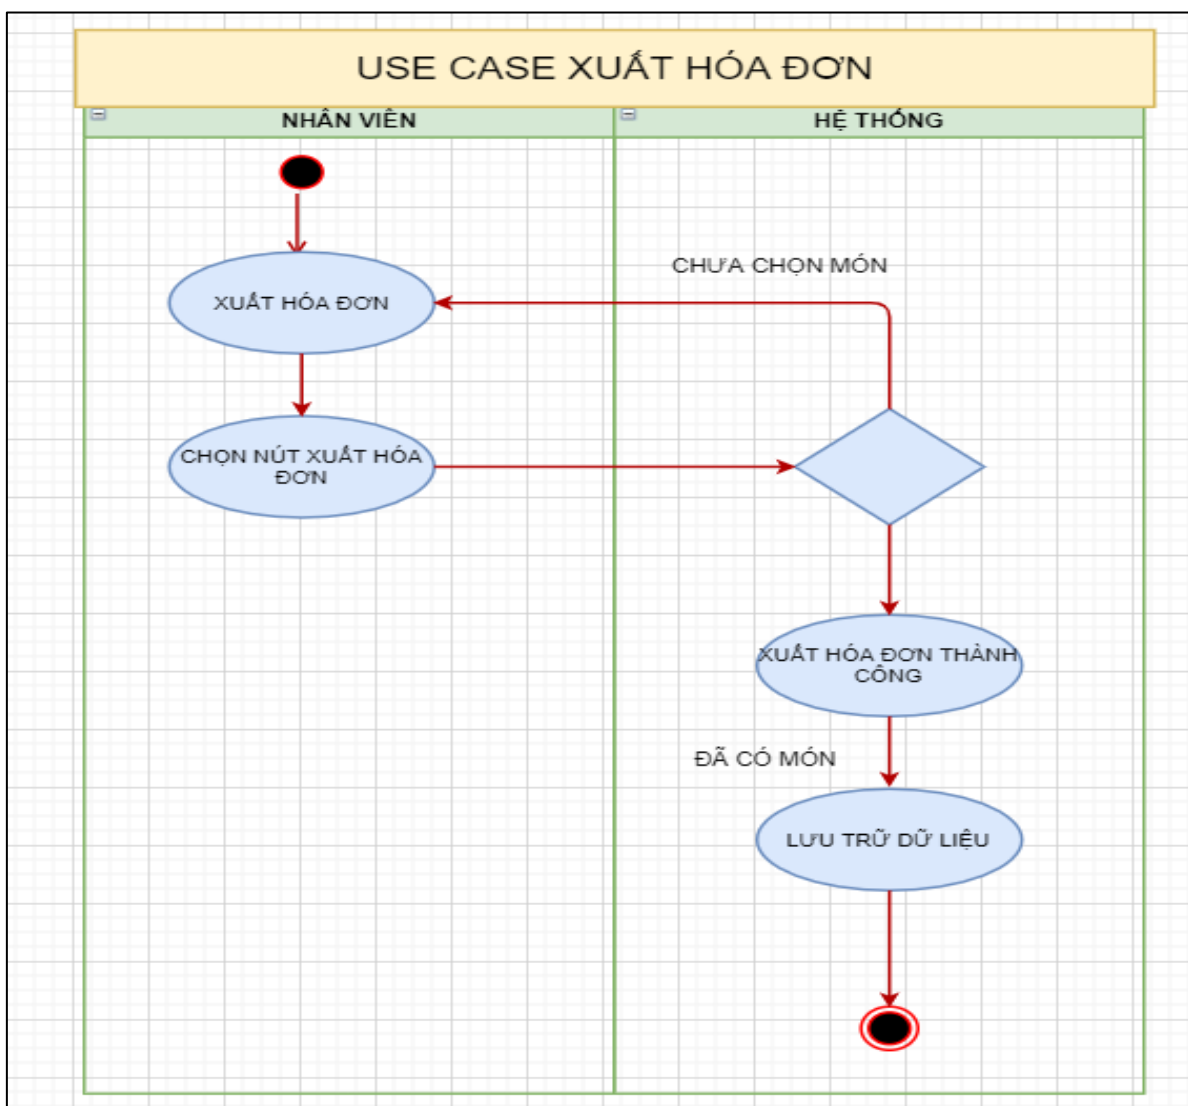 USE CASE XUẤT HÓA ĐƠN
NHÂN VIÊN
HỆ THỐNG
CHƯA CHỌN MÓN
XUẤT HÓA ĐƠN
CHỌN NÚT XUẤT HÓA
ĐƠN
XUẤT HÓA ĐƠN THÀNH
CÔNG
ĐÃ CÓ MÓN
LƯU TRỮ DỮ LIỆU